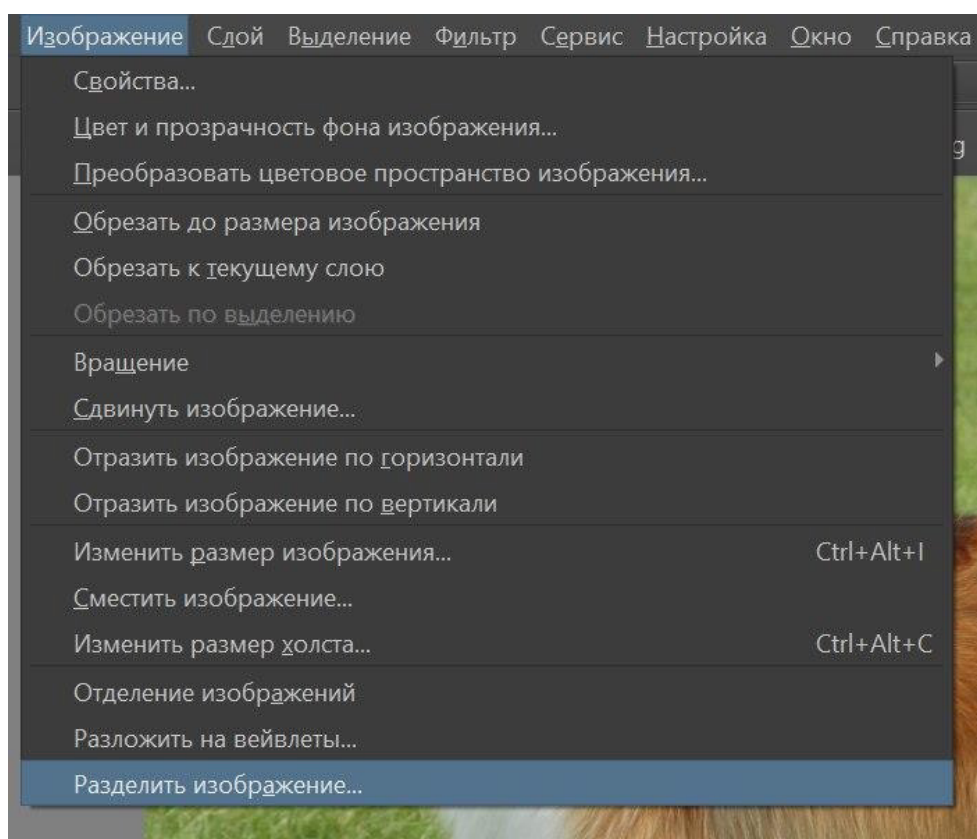 Изображение Слой Выделение Фильтр Сервис Настройка Окно Справка
Свойства...
Цвет и прозрачность фона изображения...
Преобразовать цветовое пространство изображения...
Обрезать до размера изображения
Обрезать к текущему слою
Обрезать по выделению
Вращение
Сдвинуть изображение...
Отразить изображение по горизонтали
Отразить изображение по вертикали
Изменить размер изображения... Ctrl+Alt+I
Сместить изображение...
Изменить размер холста... Ctrl+Alt+C
Отделение изображений
Разложить на вейвлеты...
Разделить изображение...